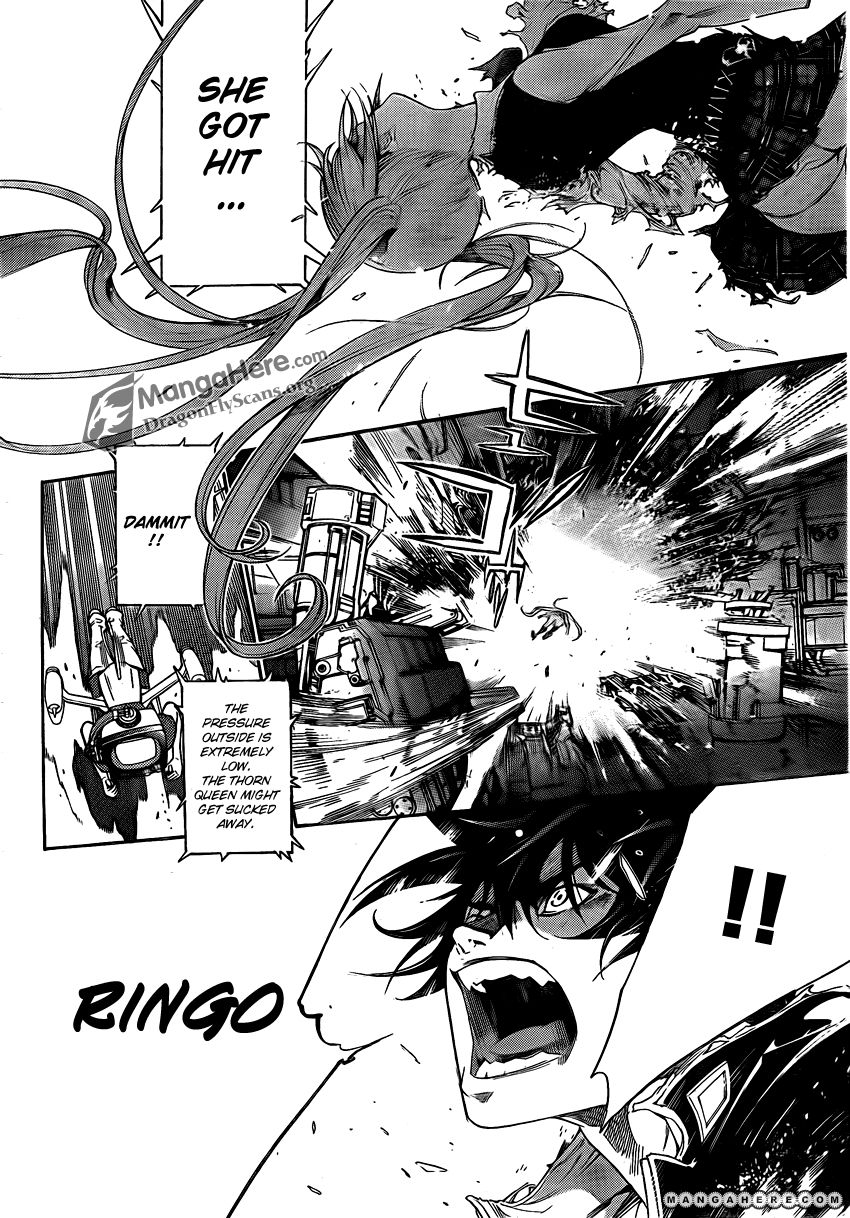 SHE
GOT
HIT
...
MangaHere.com
DragonFlyScans.org
DAMMIT
!!
THE
PRESSURE
OUTSIDE IS
EXTREMELY
LOW.
THE THORN
QUEEN MIGHT
GET SUCKED
AWAY.
!!
RINGO
MANGAHERE.COM